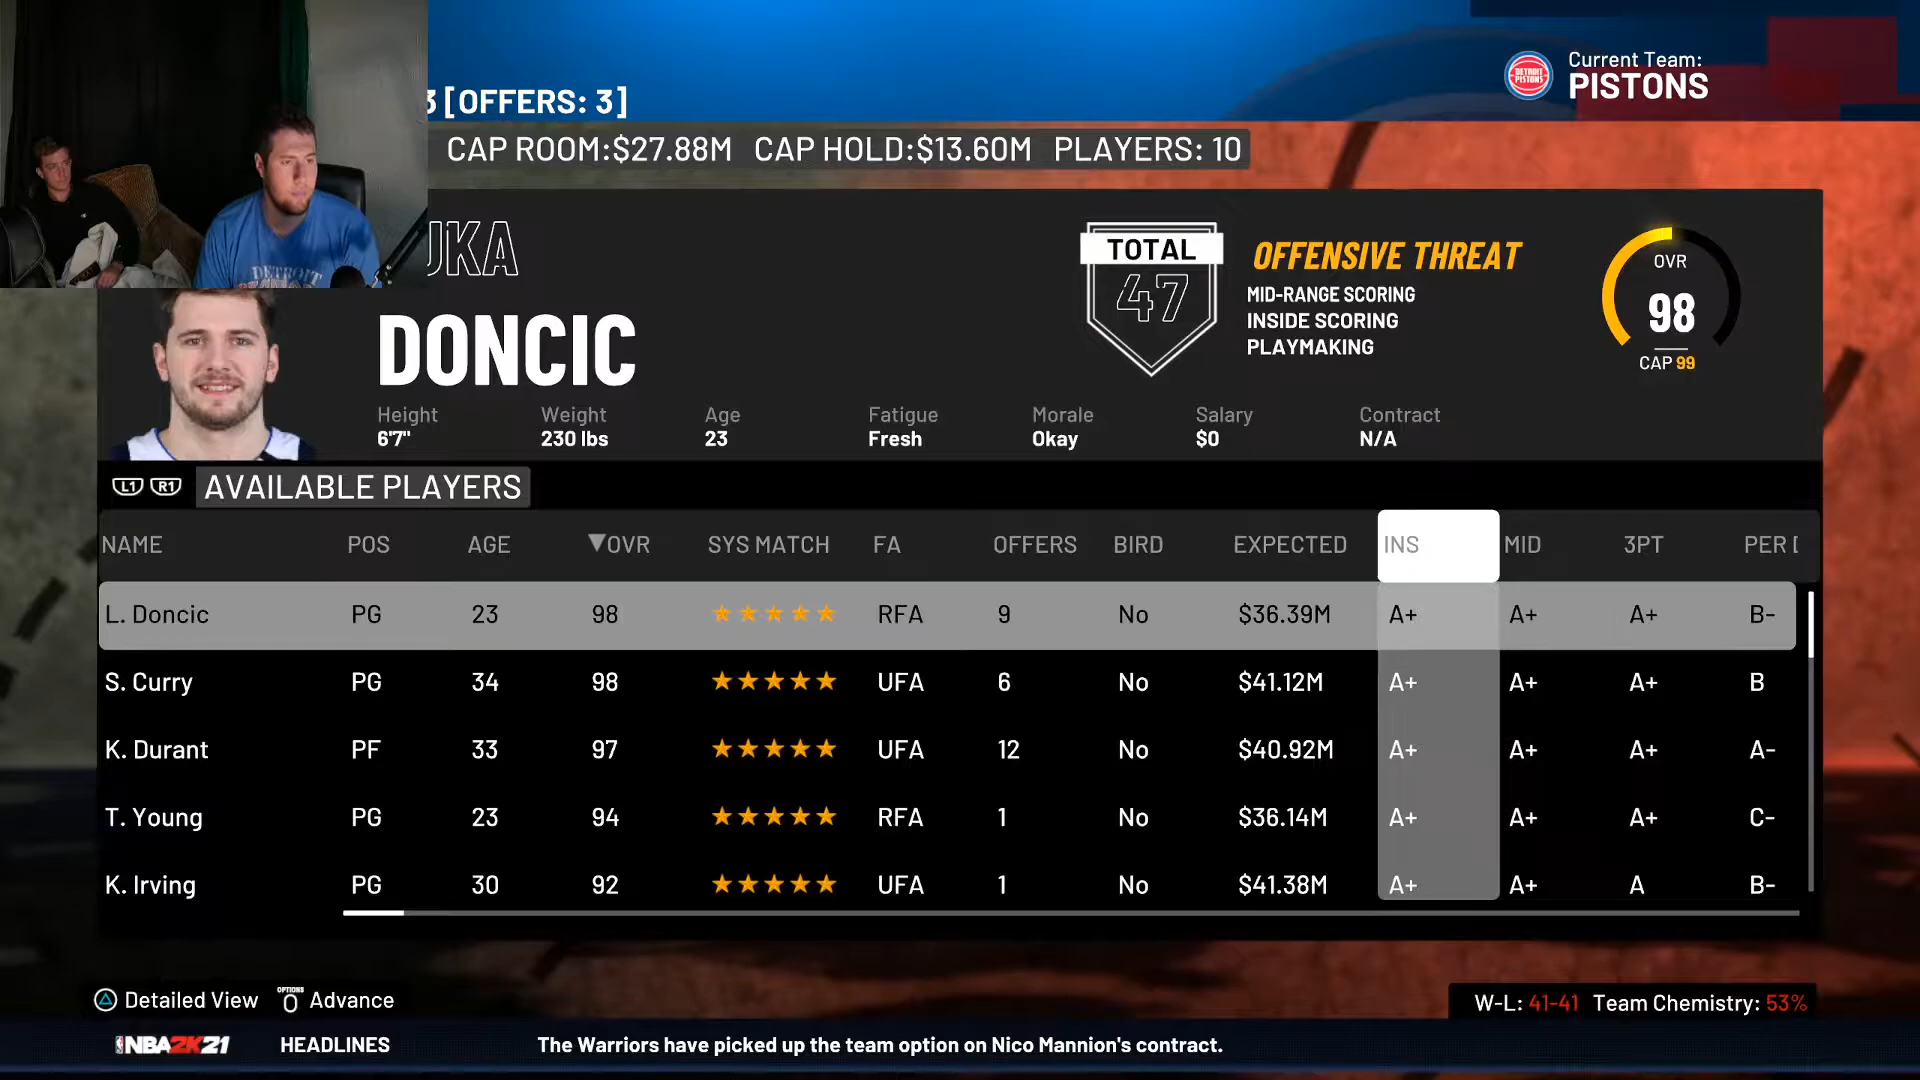 Current Team:
PISTONS
3 [OFFERS: 3]
CAP ROOM:$27.88M CAP HOLD:$13.60M PLAYERS: 10
DETROIT
UKA
DONCIC
TOTAL
47
OFFENSIVE THREAT
MID-RANGE SCORING
INSIDE SCORING
PLAYMAKING
OVR
98
CAP 99
Height Weight Age Fatigue Morale Salary Contract
6'7" 230 lbs 23 Fresh Okay $0 N/A
L1 R1 AVAILABLE PLAYERS
NAME POS AGE ▼OVR SYS MATCH FA OFFERS BIRD EXPECTED INS MID 3PT PER D
L. Doncic PG 23 98 ★★★★★ RFA 9 No $36.39M A+ A+ A+ B-
S. Curry PG 34 98 ★★★★★ UFA 6 No $41.12M A+ A+ A+ B
K. Durant PF 33 97 ★★★★★ UFA 12 No $40.92M A+ A+ A+ A-
T. Young PG 23 94 ★★★★★ RFA 1 No $36.14M A+ A+ A+ C-
K. Irving PG 30 92 ★★★★★ UFA 1 No $41.38M A+ A+ A B-
Detailed View OPTIONS Advance
W-L: 41-41 Team Chemistry: 53%
NBA2K21 HEADLINES The Warriors have picked up the team option on Nico Mannion's contract.